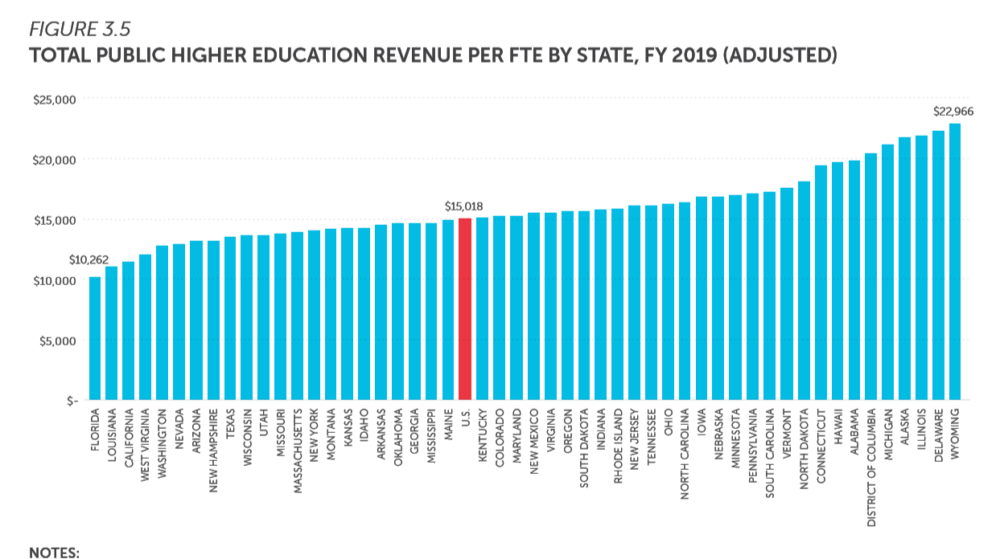 FIGURE 3.5
TOTAL PUBLIC HIGHER EDUCATION REVENUE PER FTE BY STATE, FY 2019 (ADJUSTED)
$25,000
$22,966
$20,000
$15,018
$15,000
$10,262
$10,000
$5,000
$-
FLORIDA
LOUISIANA
CALIFORNIA
WEST VIRGINIA
WASHINGTON
NEVADA
ARIZONA
NEW HAMPSHIRE
TEXAS
WISCONSIN
UTAH
MISSOURI
MASSACHUSETTS
NEW YORK
MONTANA
KANSAS
IDAHO
ARKANSAS
OKLAHOMA
GEORGIA
MISSISSIPPI
MAINE
U.S.
KENTUCKY
COLORADO
MARYLAND
NEW MEXICO
VIRGINIA
OREGON
SOUTH DAKOTA
INDIANA
RHODE ISLAND
NEW JERSEY
TENNESSEE
OHIO
NORTH CAROLINA
IOWA
NEBRASKA
MINNESOTA
PENNSYLVANIA
SOUTH CAROLINA
VERMONT
NORTH DAKOTA
CONNECTICUT
HAWAII
ALABAMA
DISTRICT OF COLUMBIA
MICHIGAN
ALASKA
ILLINOIS
DELAWARE
WYOMING
NOTES: